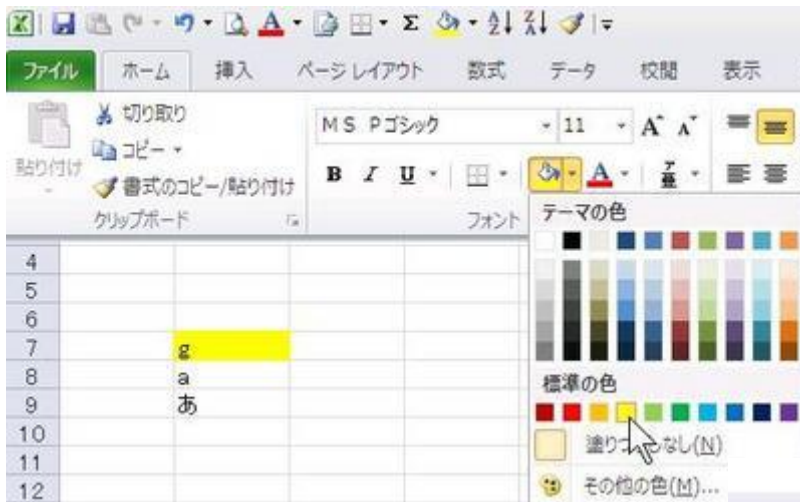 ファイル ホーム 挿入 ページ レイアウト 数式 データ 校閲 表示
切り取り
コピー
貼り付け
書式のコピー/貼り付け
クリップボード
ＭＳ Ｐゴシック 11 A A
B I U A ア亜
フォント
テーマの色
標準の色
塗りつぶしなし(N)
その他の色(M)...
4
5
6
7 g
8 a
9 あ
10
11
12